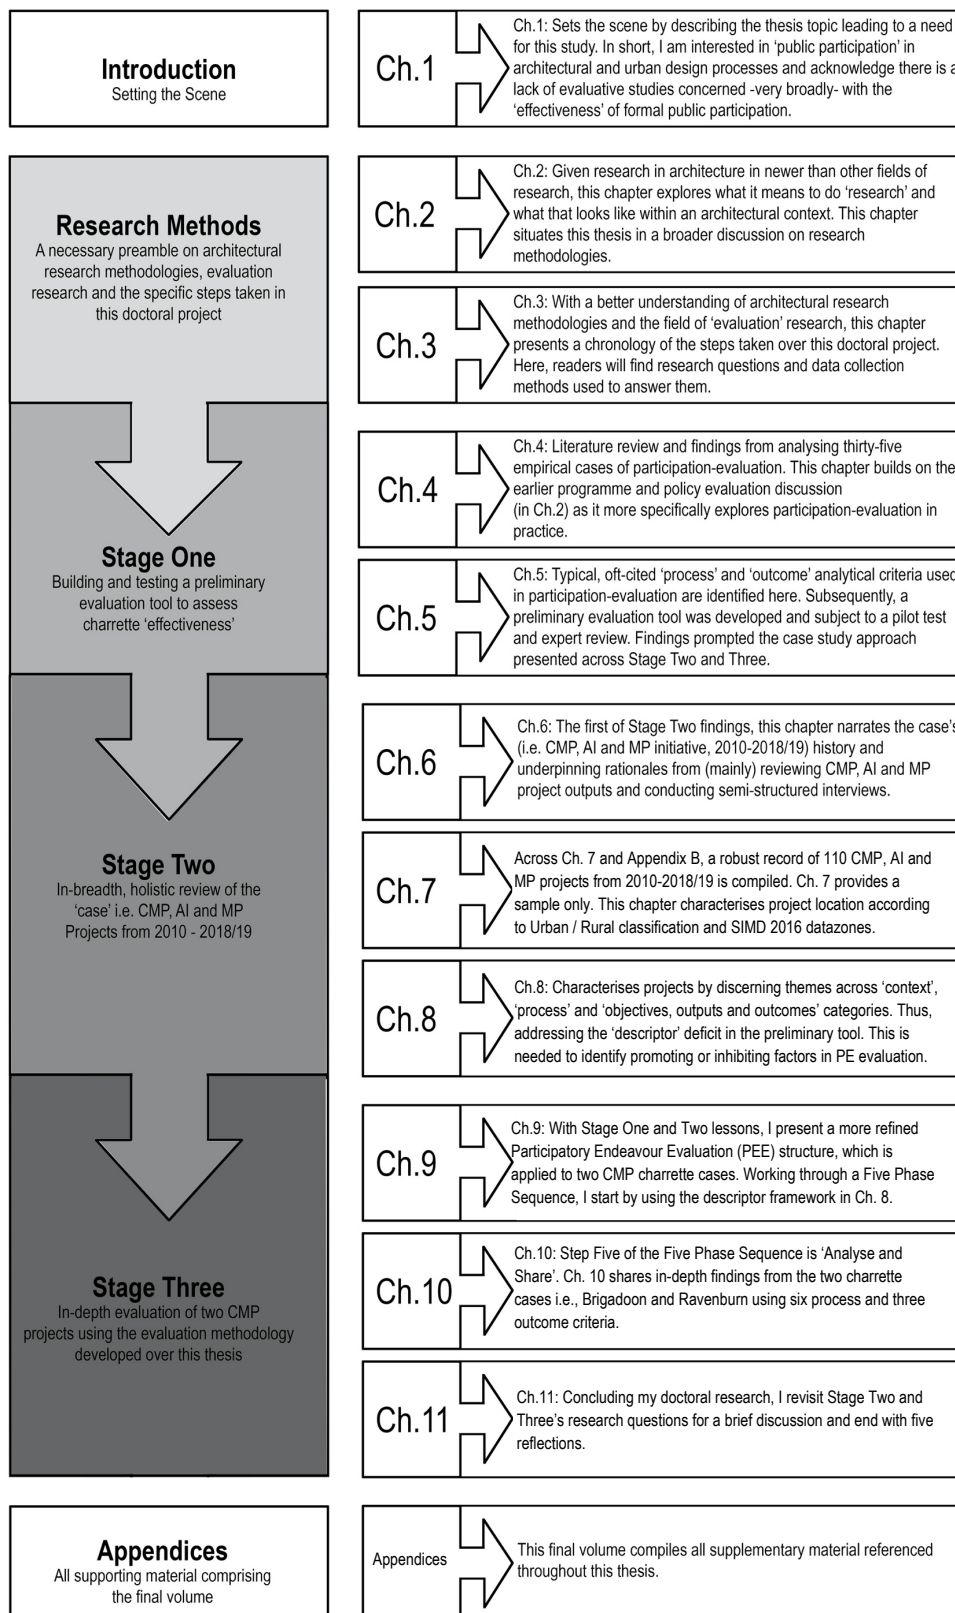 Introduction
Setting the Scene
Ch.1
Ch.1: Sets the scene by describing the thesis topic leading to a need
for this study. In short, I am interested in ‘public participation’ in
architectural and urban design processes and acknowledge there is a
lack of evaluative studies concerned -very broadly- with the
‘effectiveness’ of formal public participation.
Research Methods
A necessary preamble on architectural
research methodologies, evaluation
research and the specific steps taken in
this doctoral project
Ch.2
Ch.2: Given research in architecture in newer than other fields of
research, this chapter explores what it means to do ‘research’ and
what that looks like within an architectural context. This chapter
situates this thesis in a broader discussion on research
methodologies.
Ch.3
Ch.3: With a better understanding of architectural research
methodologies and the field of ‘evaluation’ research, this chapter
presents a chronology of the steps taken over this doctoral project.
Here, readers will find research questions and data collection
methods used to answer them.
Stage One
Building and testing a preliminary
evaluation tool to assess
charrette ‘effectiveness’
Ch.4
Ch.4: Literature review and findings from analysing thirty-five
empirical cases of participation-evaluation. This chapter builds on the
earlier programme and policy evaluation discussion
(in Ch.2) as it more specifically explores participation-evaluation in
practice.
Ch.5
Ch.5: Typical, oft-cited ‘process’ and ‘outcome’ analytical criteria used
in participation-evaluation are identified here. Subsequently, a
preliminary evaluation tool was developed and subject to a pilot test
and expert review. Findings prompted the case study approach
presented across Stage Two and Three.
Stage Two
In-breadth, holistic review of the
‘case’ i.e. CMP, AI and MP
Projects from 2010 - 2018/19
Ch.6
Ch.6: The first of Stage Two findings, this chapter narrates the case’s
(i.e. CMP, AI and MP initiative, 2010-2018/19) history and
underpinning rationales from (mainly) reviewing CMP, AI and MP
project outputs and conducting semi-structured interviews.
Ch.7
Across Ch. 7 and Appendix B, a robust record of 110 CMP, AI and
MP projects from 2010-2018/19 is compiled. Ch. 7 provides a
sample only. This chapter characterises project location according
to Urban / Rural classification and SIMD 2016 datazones.
Ch.8
Ch.8: Characterises projects by discerning themes across ‘context’,
‘process’ and ‘objectives, outputs and outcomes’ categories. Thus,
addressing the ‘descriptor’ deficit in the preliminary tool. This is
needed to identify promoting or inhibiting factors in PE evaluation.
Stage Three
In-depth evaluation of two CMP
projects using the evaluation methodology
developed over this thesis
Ch.9
Ch.9: With Stage One and Two lessons, I present a more refined
Participatory Endeavour Evaluation (PEE) structure, which is
applied to two CMP charrette cases. Working through a Five Phase
Sequence, I start by using the descriptor framework in Ch. 8.
Ch.10
Ch.10: Step Five of the Five Phase Sequence is ‘Analyse and
Share’. Ch. 10 shares in-depth findings from the two charrette
cases i.e., Brigadoon and Ravenburn using six process and three
outcome criteria.
Ch.11
Ch.11: Concluding my doctoral research, I revisit Stage Two and
Three’s research questions for a brief discussion and end with five
reflections.
Appendices
All supporting material comprising
the final volume
Appendices
This final volume compiles all supplementary material referenced
throughout this thesis.